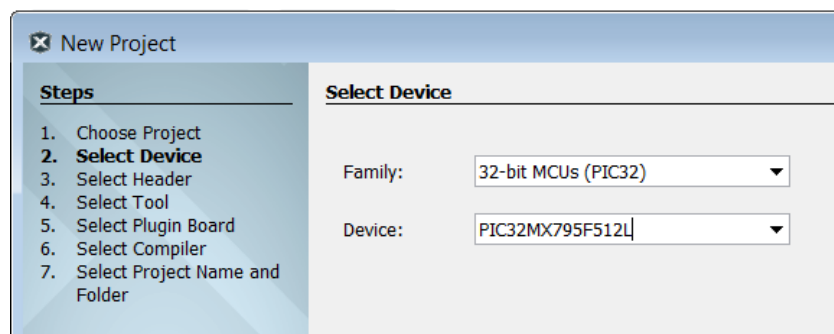 New Project
Steps
1. Choose Project
2. Select Device
3. Select Header
4. Select Tool
5. Select Plugin Board
6. Select Compiler
7. Select Project Name and
Folder
Select Device
Family: 32-bit MCUs (PIC32)
Device: PIC32MX795F512L